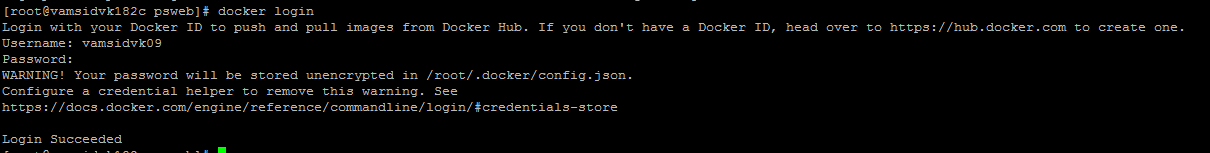 [root@vamsidvk182c psweb]# docker login
Login with your Docker ID to push and pull images from Docker Hub. If you don't have a Docker ID, head over to https://hub.docker.com to create one.
Username: vamsidvk09
Password:
WARNING! Your password will be stored unencrypted in /root/.docker/config.json.
Configure a credential helper to remove this warning. See
https://docs.docker.com/engine/reference/commandline/login/#credentials-store
Login Succeeded